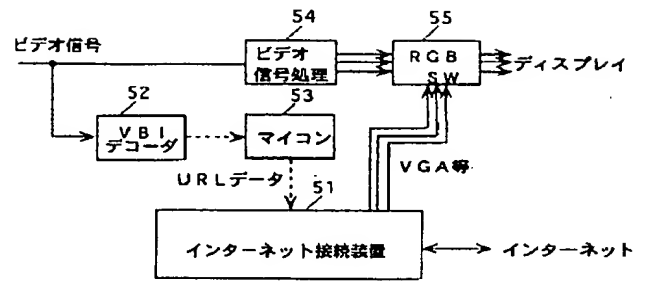 ビデオ信号
54
ビデオ
信号処理
55
RGB
SW
ディスプレイ
52
VBI
デコーダ
53
マイコン
VGA等
URLデータ
51
インターネット接続装置
インターネット